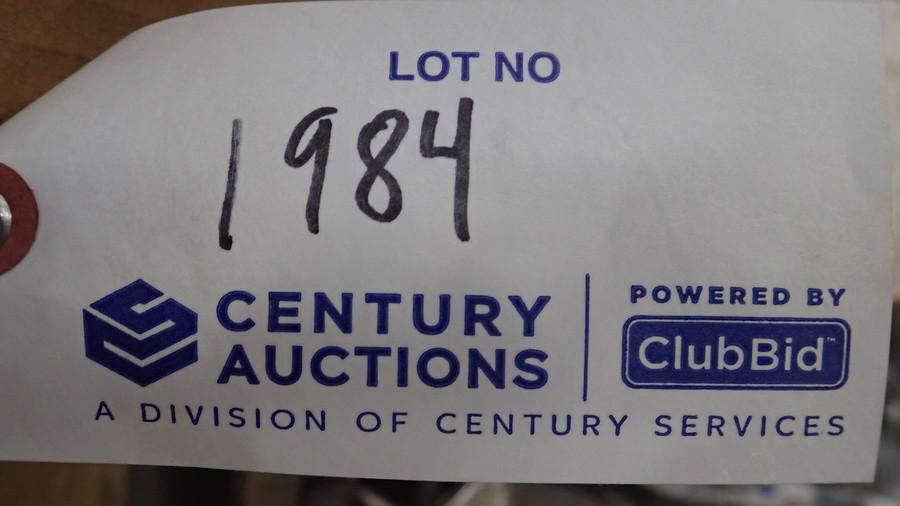 LOT NO
1984
CENTURY
AUCTIONS
POWERED BY
ClubBid™
A DIVISION OF CENTURY SERVICES